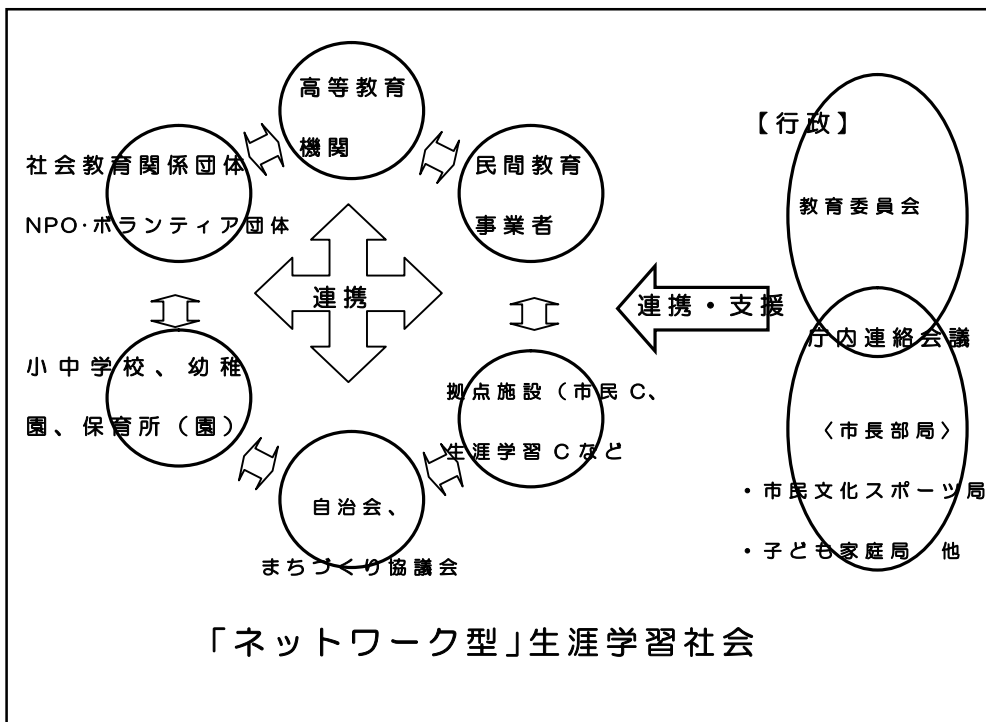 高等教育
機関
社会教育関係団体
NPO・ボランティア団体
民間教育
事業者
連携
小中学校、幼稚
園、保育所（園）
拠点施設（市民C、
生涯学習Cなど
自治会、
まちづくり協議会
連携・支援
【行政】
教育委員会
庁内連絡会議
〈市長部局〉
・市民文化スポーツ局
・子ども家庭局　他
「ネットワーク型」生涯学習社会